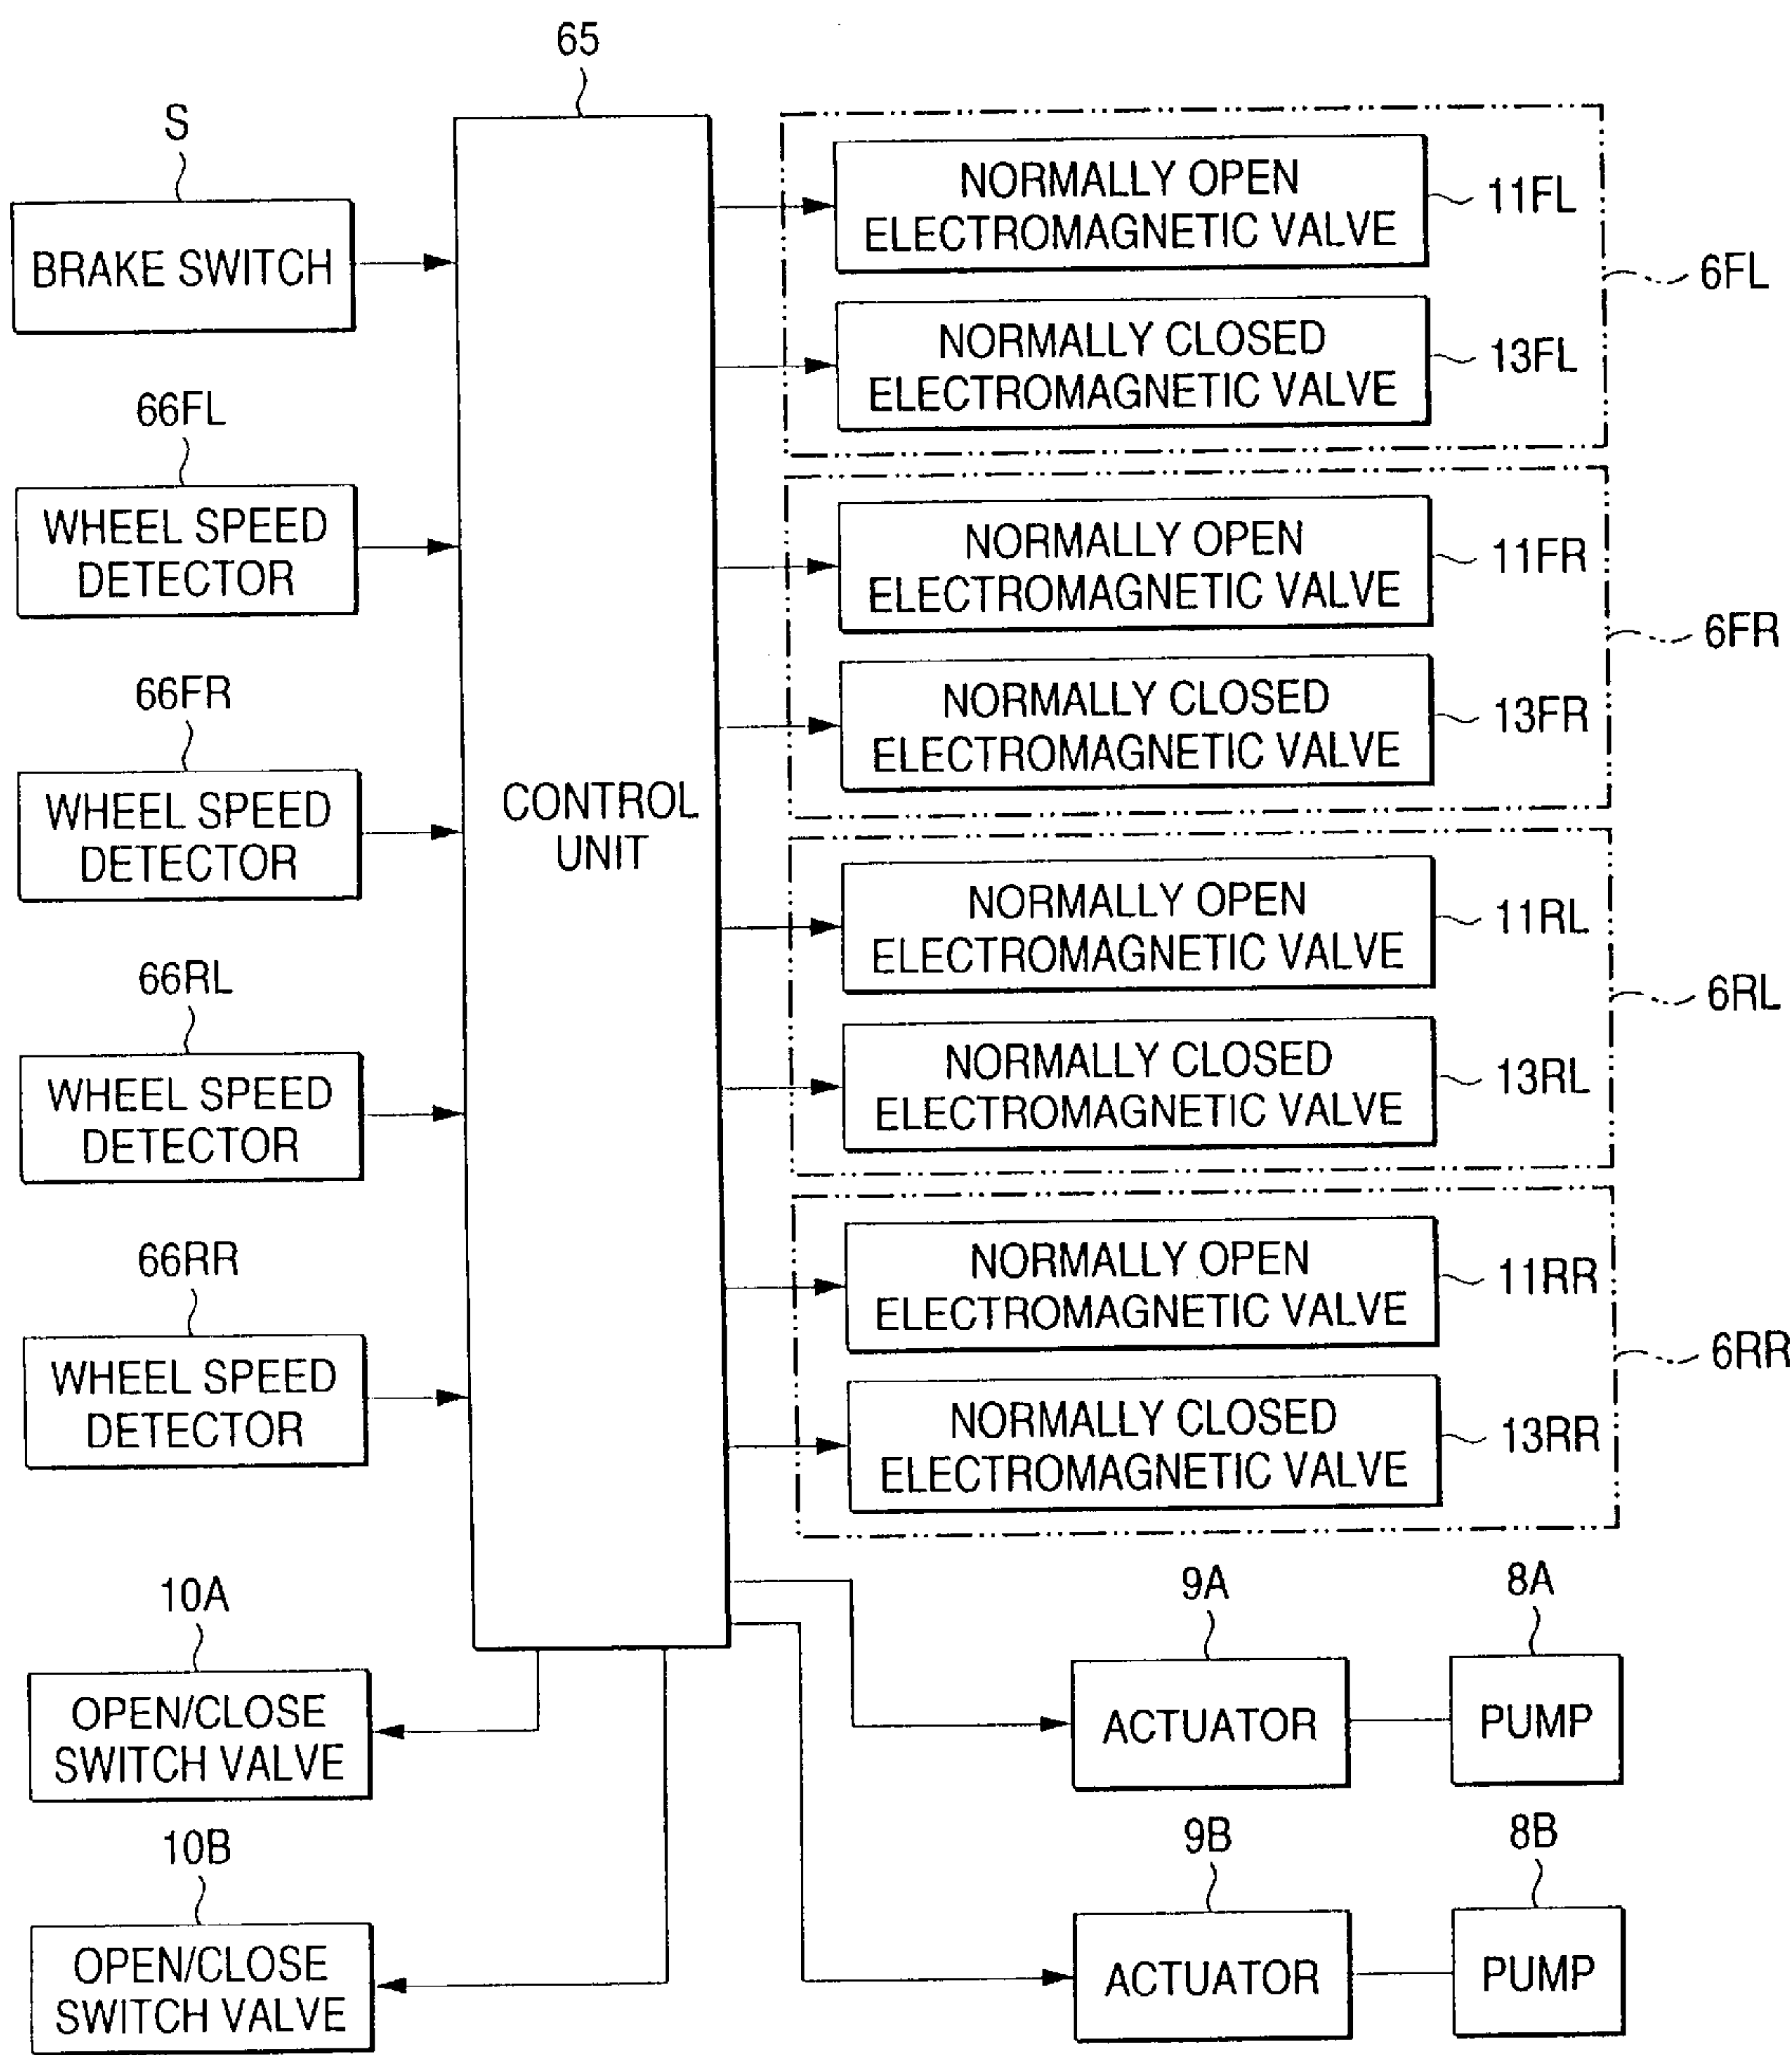 65
S
BRAKE SWITCH
66FL
WHEEL SPEED
DETECTOR
66FR
WHEEL SPEED
DETECTOR
66RL
WHEEL SPEED
DETECTOR
66RR
WHEEL SPEED
DETECTOR
10A
OPEN/CLOSE
SWITCH VALVE
10B
OPEN/CLOSE
SWITCH VALVE
CONTROL
UNIT
NORMALLY OPEN
ELECTROMAGNETIC VALVE
11FL
NORMALLY CLOSED
ELECTROMAGNETIC VALVE
13FL
6FL
NORMALLY OPEN
ELECTROMAGNETIC VALVE
11FR
NORMALLY CLOSED
ELECTROMAGNETIC VALVE
13FR
6FR
NORMALLY OPEN
ELECTROMAGNETIC VALVE
11RL
NORMALLY CLOSED
ELECTROMAGNETIC VALVE
13RL
6RL
NORMALLY OPEN
ELECTROMAGNETIC VALVE
11RR
NORMALLY CLOSED
ELECTROMAGNETIC VALVE
13RR
6RR
9A
ACTUATOR
8A
PUMP
9B
ACTUATOR
8B
PUMP